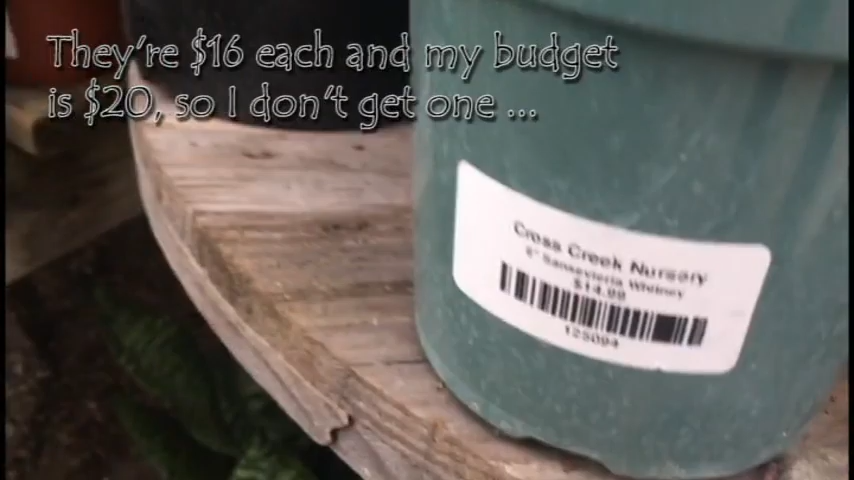 They're $16 each and my budget
is $20, so I don't get one ...
Cross Creek Nursery
6" Sansevieria Whitney
$14.99
125094